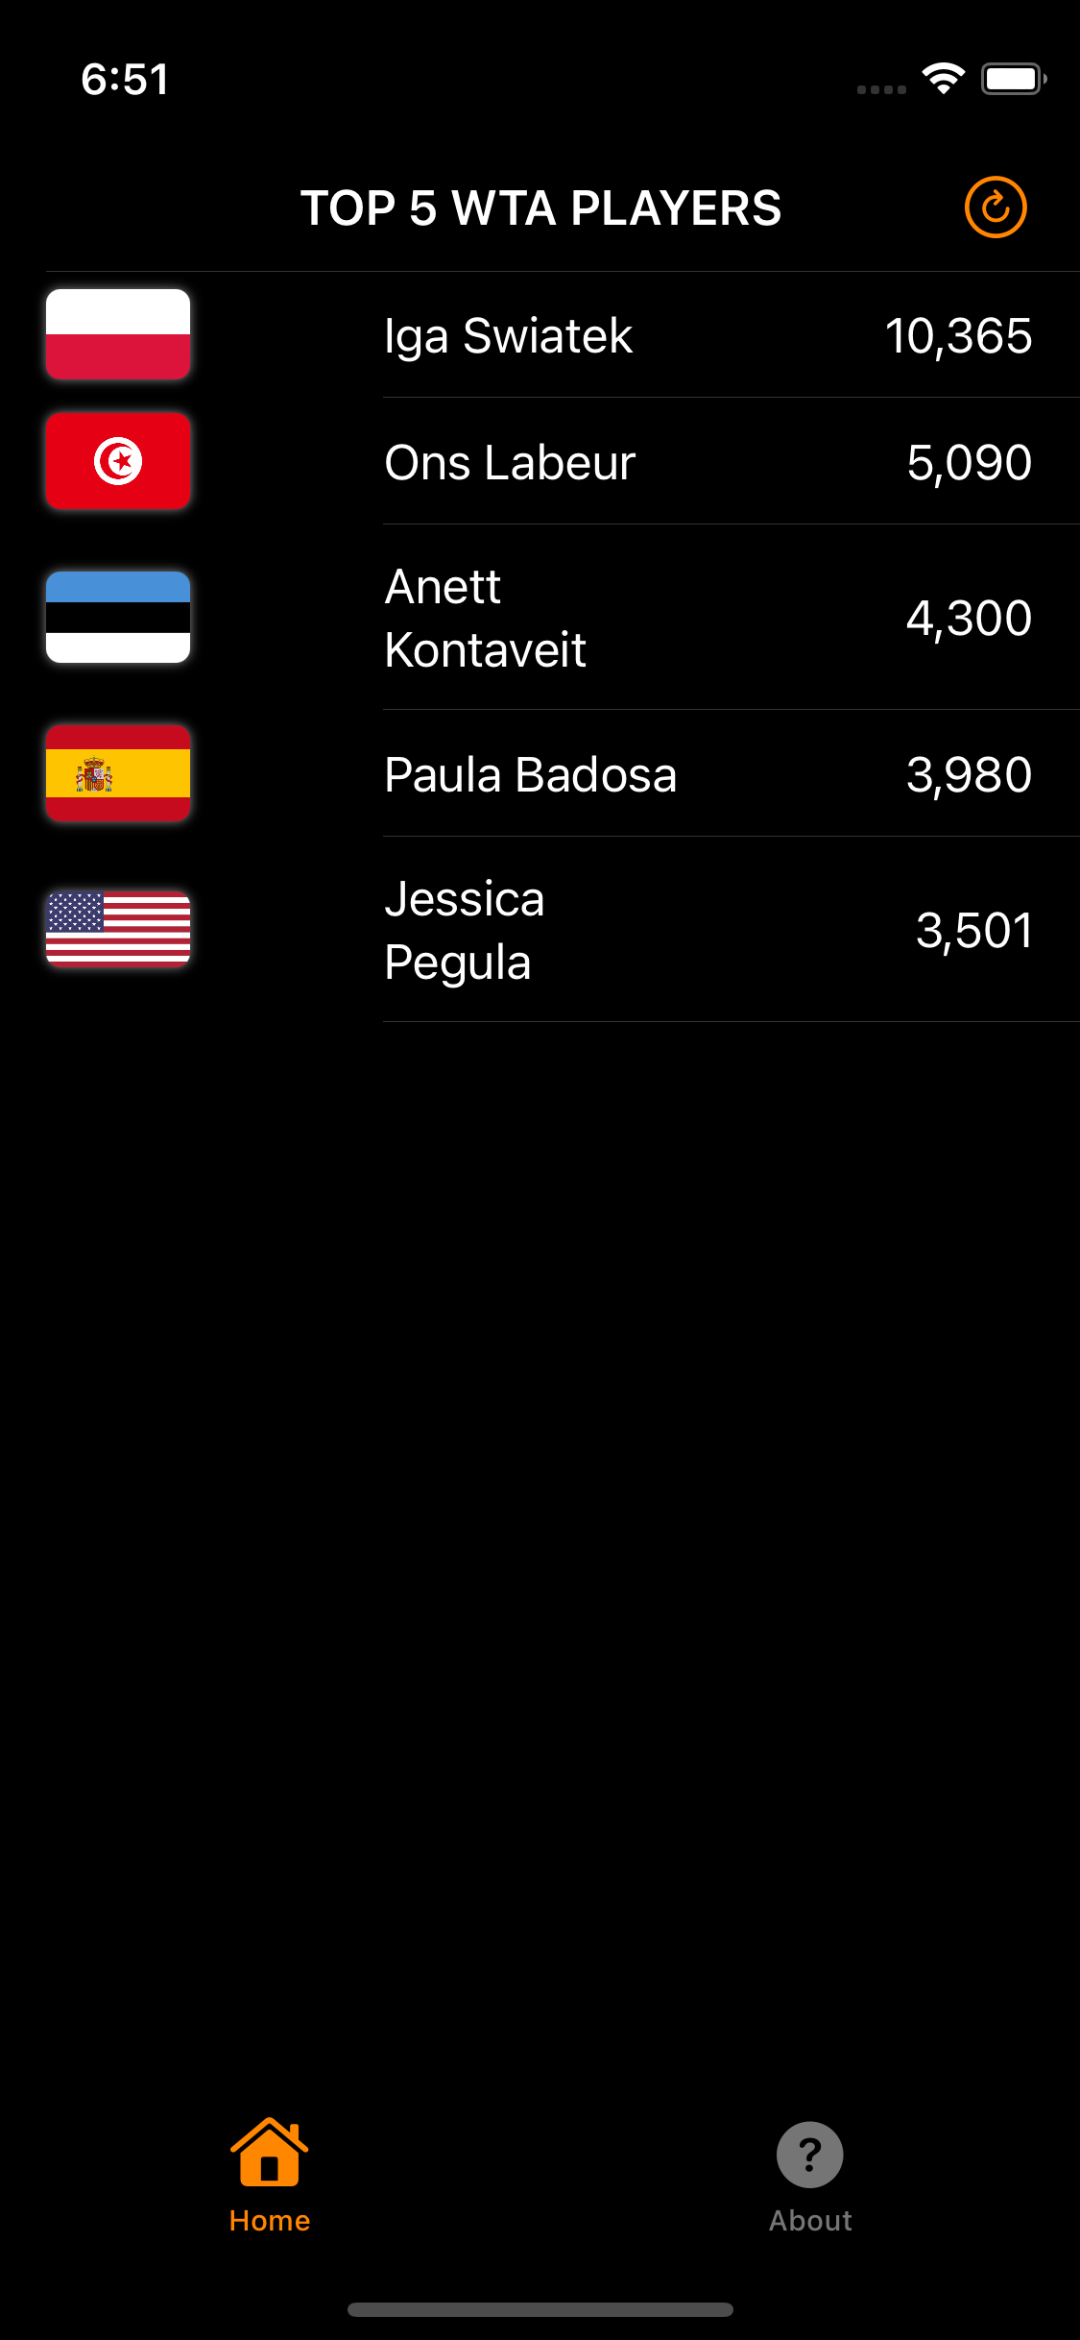 6:51
TOP 5 WTA PLAYERS
Iga Swiatek 10,365
Ons Labeur 5,090
Anett
Kontaveit 4,300
Paula Badosa 3,980
Jessica
Pegula 3,501
Home
About